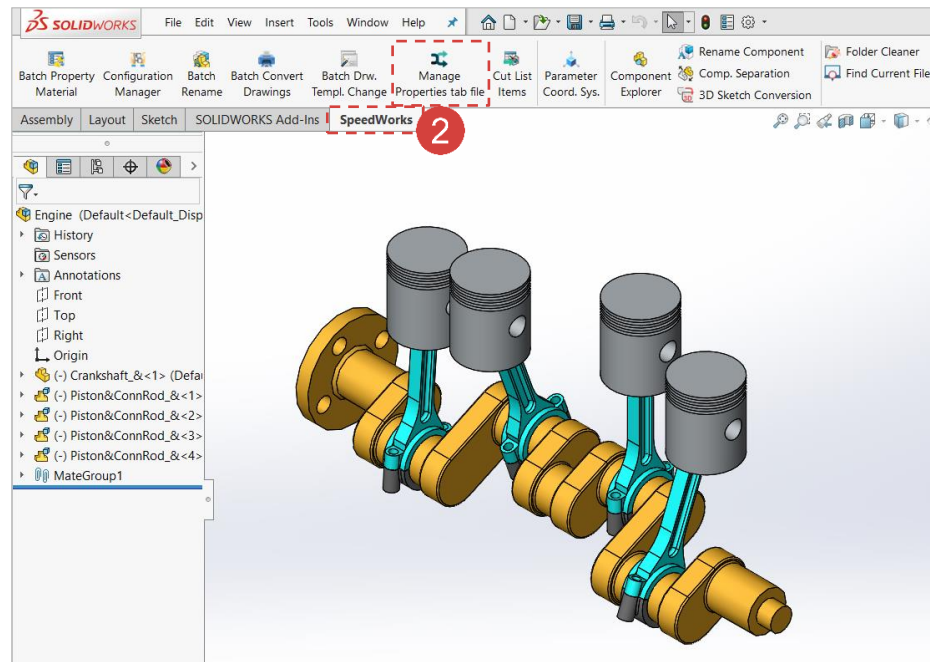 SOLIDWORKS File Edit View Insert Tools Window Help
Batch Property Configuration Batch Batch Convert Batch Drw. Manage Cut List Parameter Component Rename Component Folder Cleaner
Material Manager Rename Drawings Templ. Change Properties tab file Items Coord. Sys. Explorer Comp. Separation Find Current File
3D Sketch Conversion
Assembly Layout Sketch SOLIDWORKS Add-Ins SpeedWorks
2
Engine (Default<Default_Disp
History
Sensors
Annotations
Front
Top
Right
Origin
(-) Crankshaft_&<1> (Defau
(-) Piston&ConnRod_&<1>
(-) Piston&ConnRod_&<2>
(-) Piston&ConnRod_&<3>
(-) Piston&ConnRod_&<4>
MateGroup1